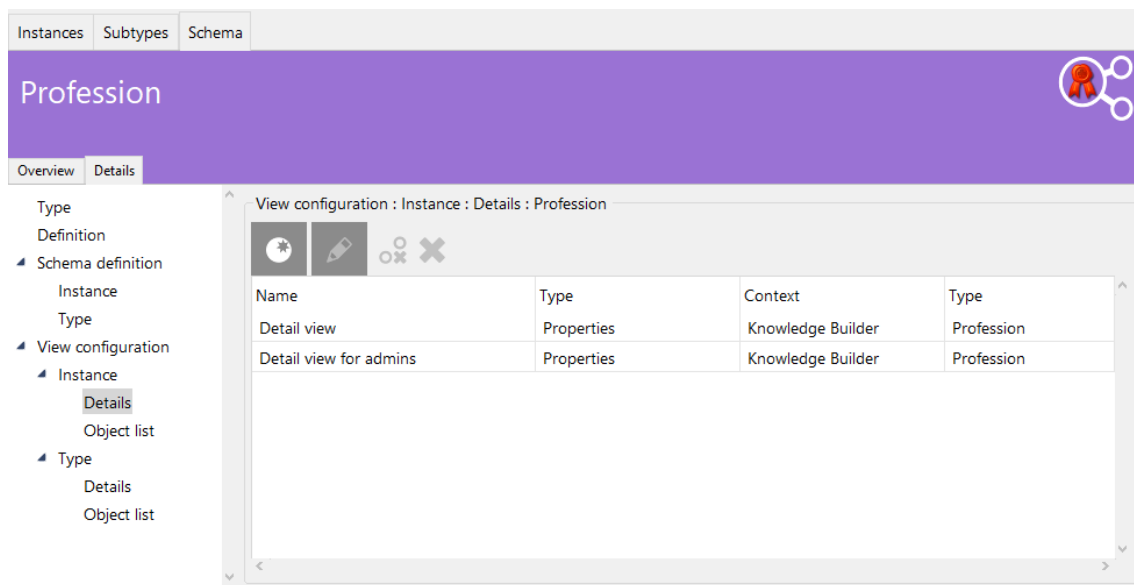 Instances Subtypes Schema
Profession
Overview Details
Type
Definition
Schema definition
Instance
Type
View configuration
Instance
Details
Object list
Type
Details
Object list
View configuration : Instance : Details : Profession
Name Type Context Type
Detail view Properties Knowledge Builder Profession
Detail view for admins Properties Knowledge Builder Profession